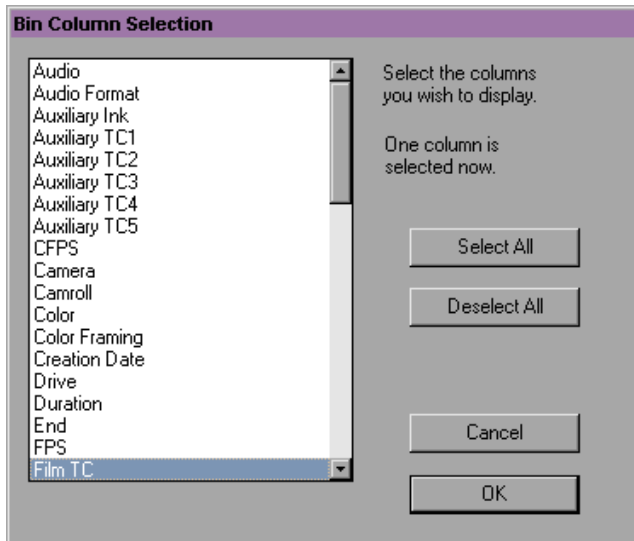 Bin Column Selection
Audio
Audio Format
Auxiliary Ink
Auxiliary TC1
Auxiliary TC2
Auxiliary TC3
Auxiliary TC4
Auxiliary TC5
CFPS
Camera
Camroll
Color
Color Framing
Creation Date
Drive
Duration
End
FPS
Film TC
Select the columns
you wish to display.
One column is
selected now.
Select All
Deselect All
Cancel
OK